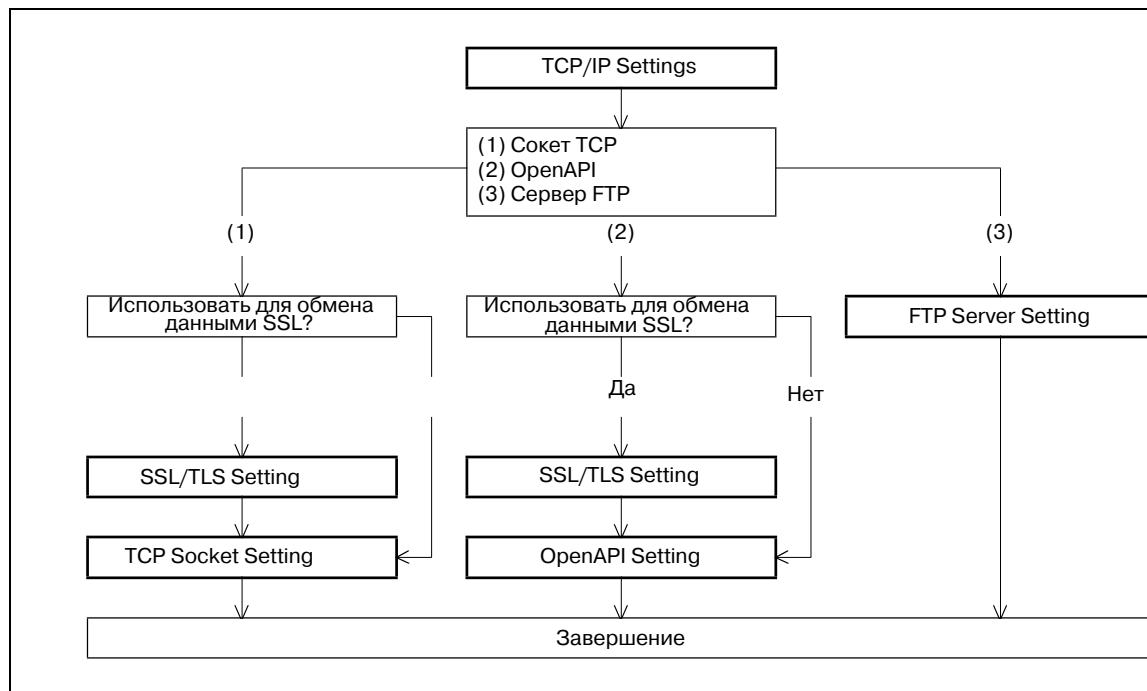 TCP/IP Settings
(1) Сокет TCP
(2) OpenAPI
(3) Сервер FTP
(1)
(2)
(3)
Использовать для обмена
данными SSL?
Использовать для обмена
данными SSL?
FTP Server Setting
Да
Нет
SSL/TLS Setting
SSL/TLS Setting
TCP Socket Setting
OpenAPI Setting
Завершение